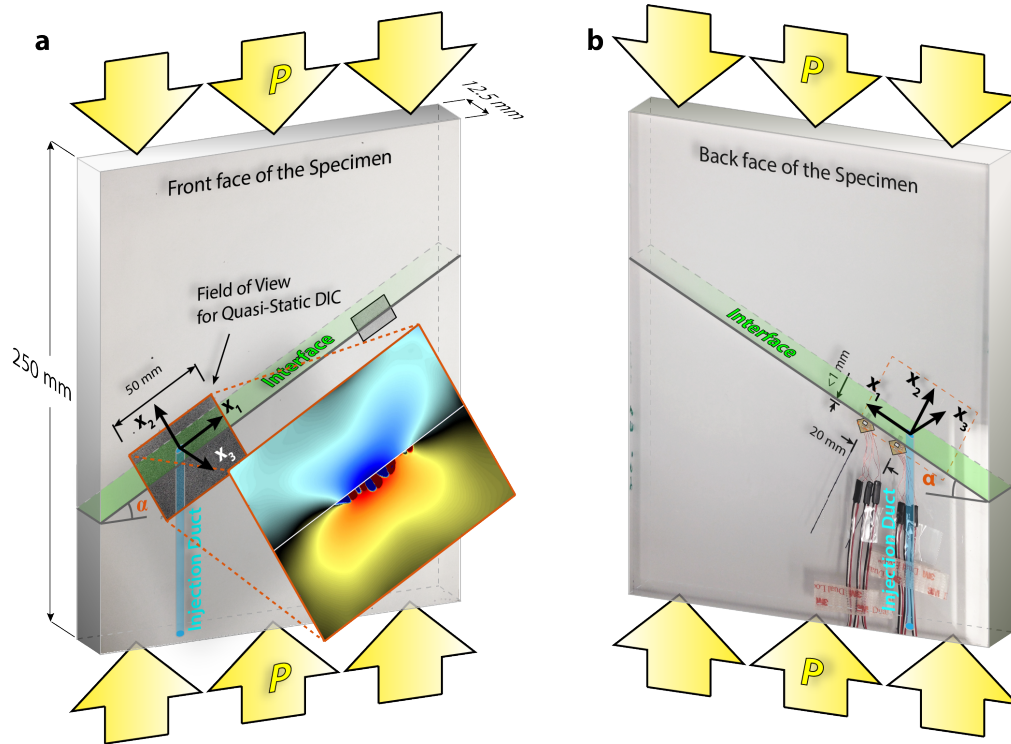 a
P
12.5 mm
Front face of the Specimen
Field of View
for Quasi-Static DIC
250 mm
50 mm
Interface
x2
x1
x3
α
Injection Duct
P
b
P
Back face of the Specimen
Interface
<1 mm
x1
x2
x3
20 mm
α
Injection Duct
P